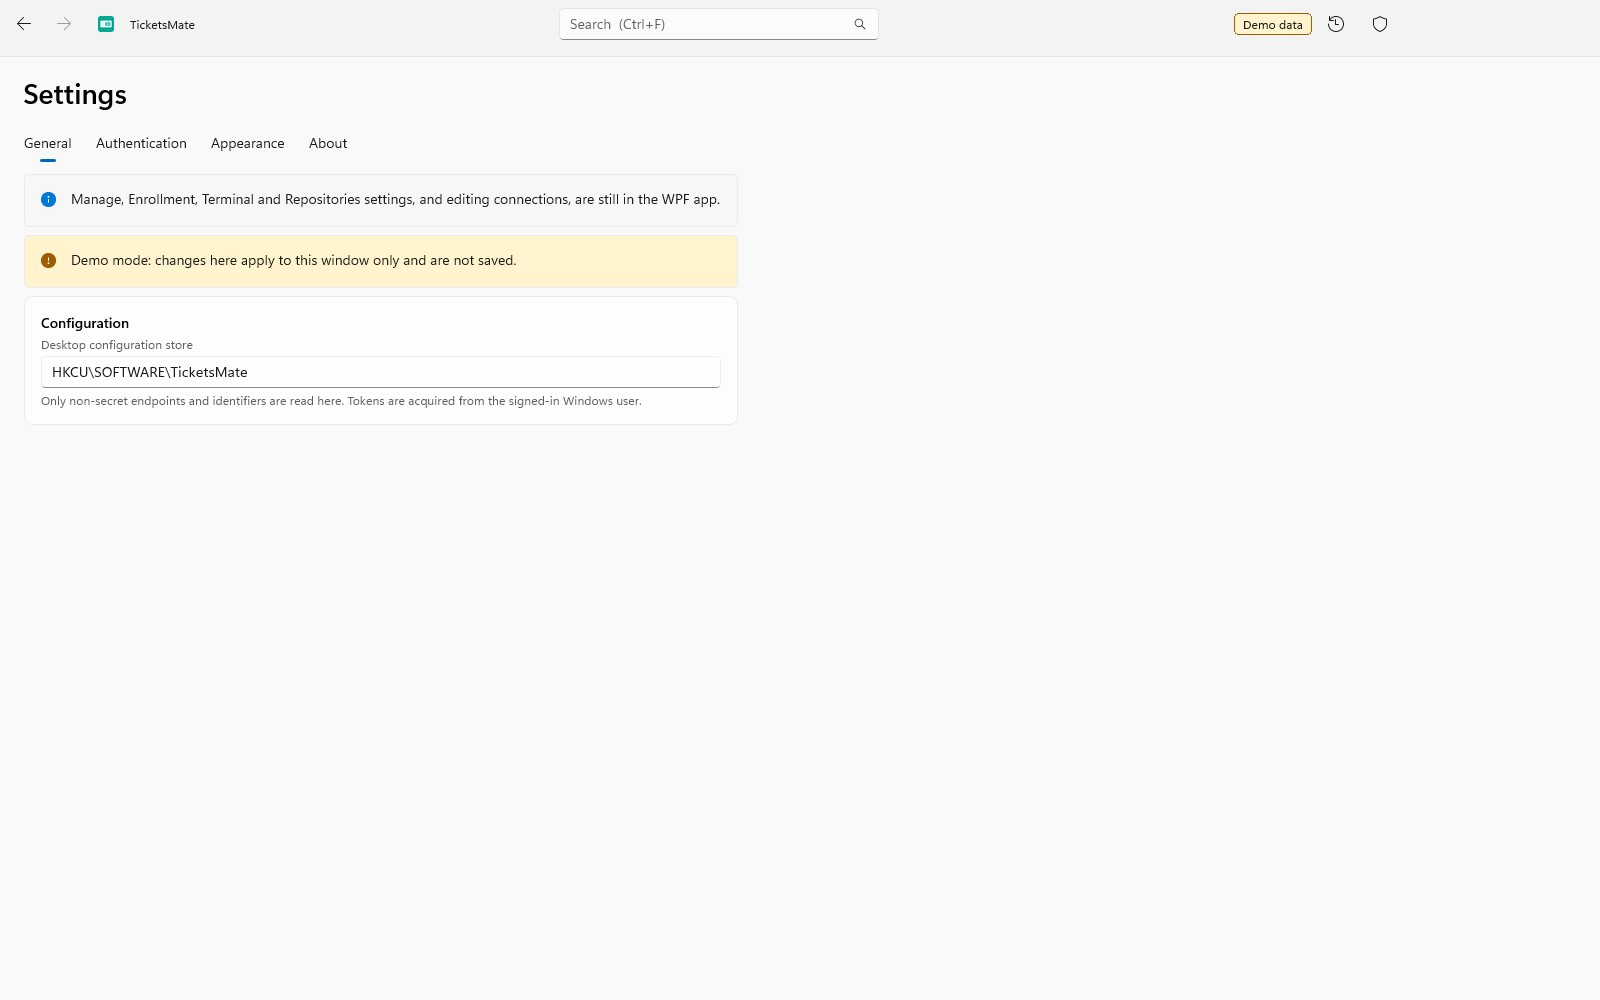 TicketsMate
Search (Ctrl+F)
Demo data
Settings
General Authentication Appearance About
Manage, Enrollment, Terminal and Repositories settings, and editing connections, are still in the WPF app.
Demo mode: changes here apply to this window only and are not saved.
Configuration
Desktop configuration store
HKCU\SOFTWARE\TicketsMate
Only non-secret endpoints and identifiers are read here. Tokens are acquired from the signed-in Windows user.